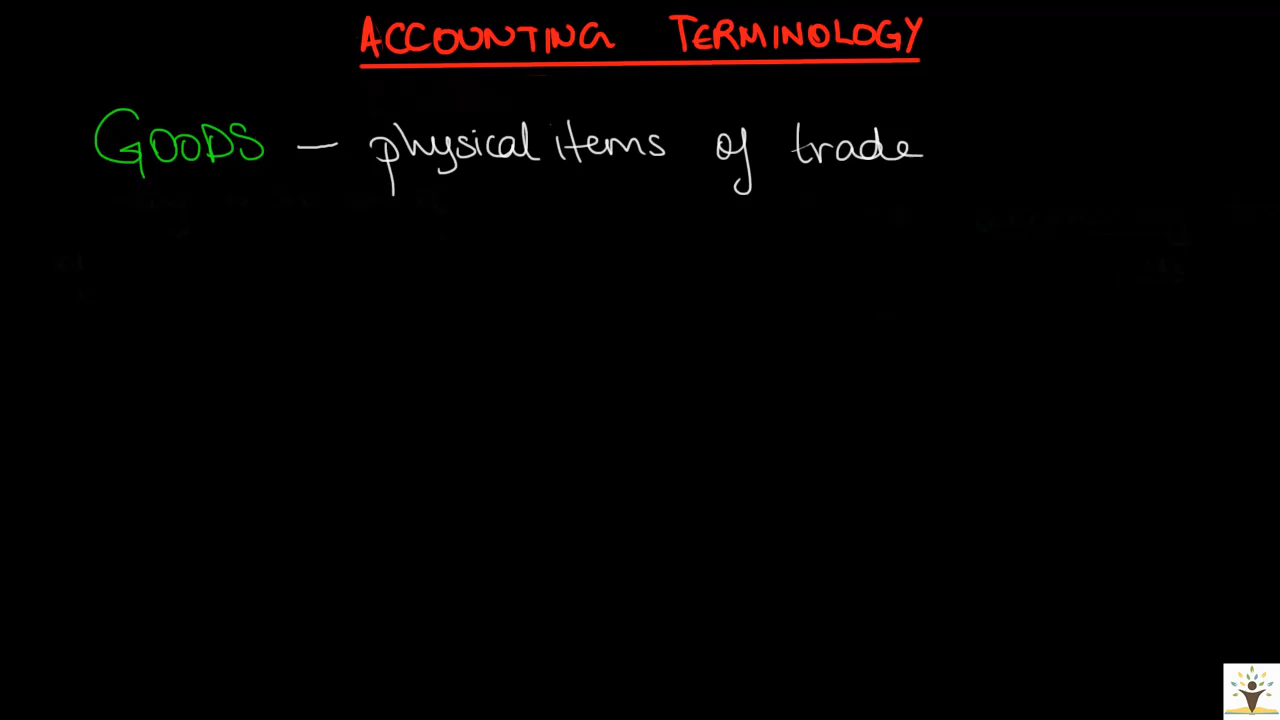 ACCOUNTING TERMINOLOGY
GOODS — physical items of trade